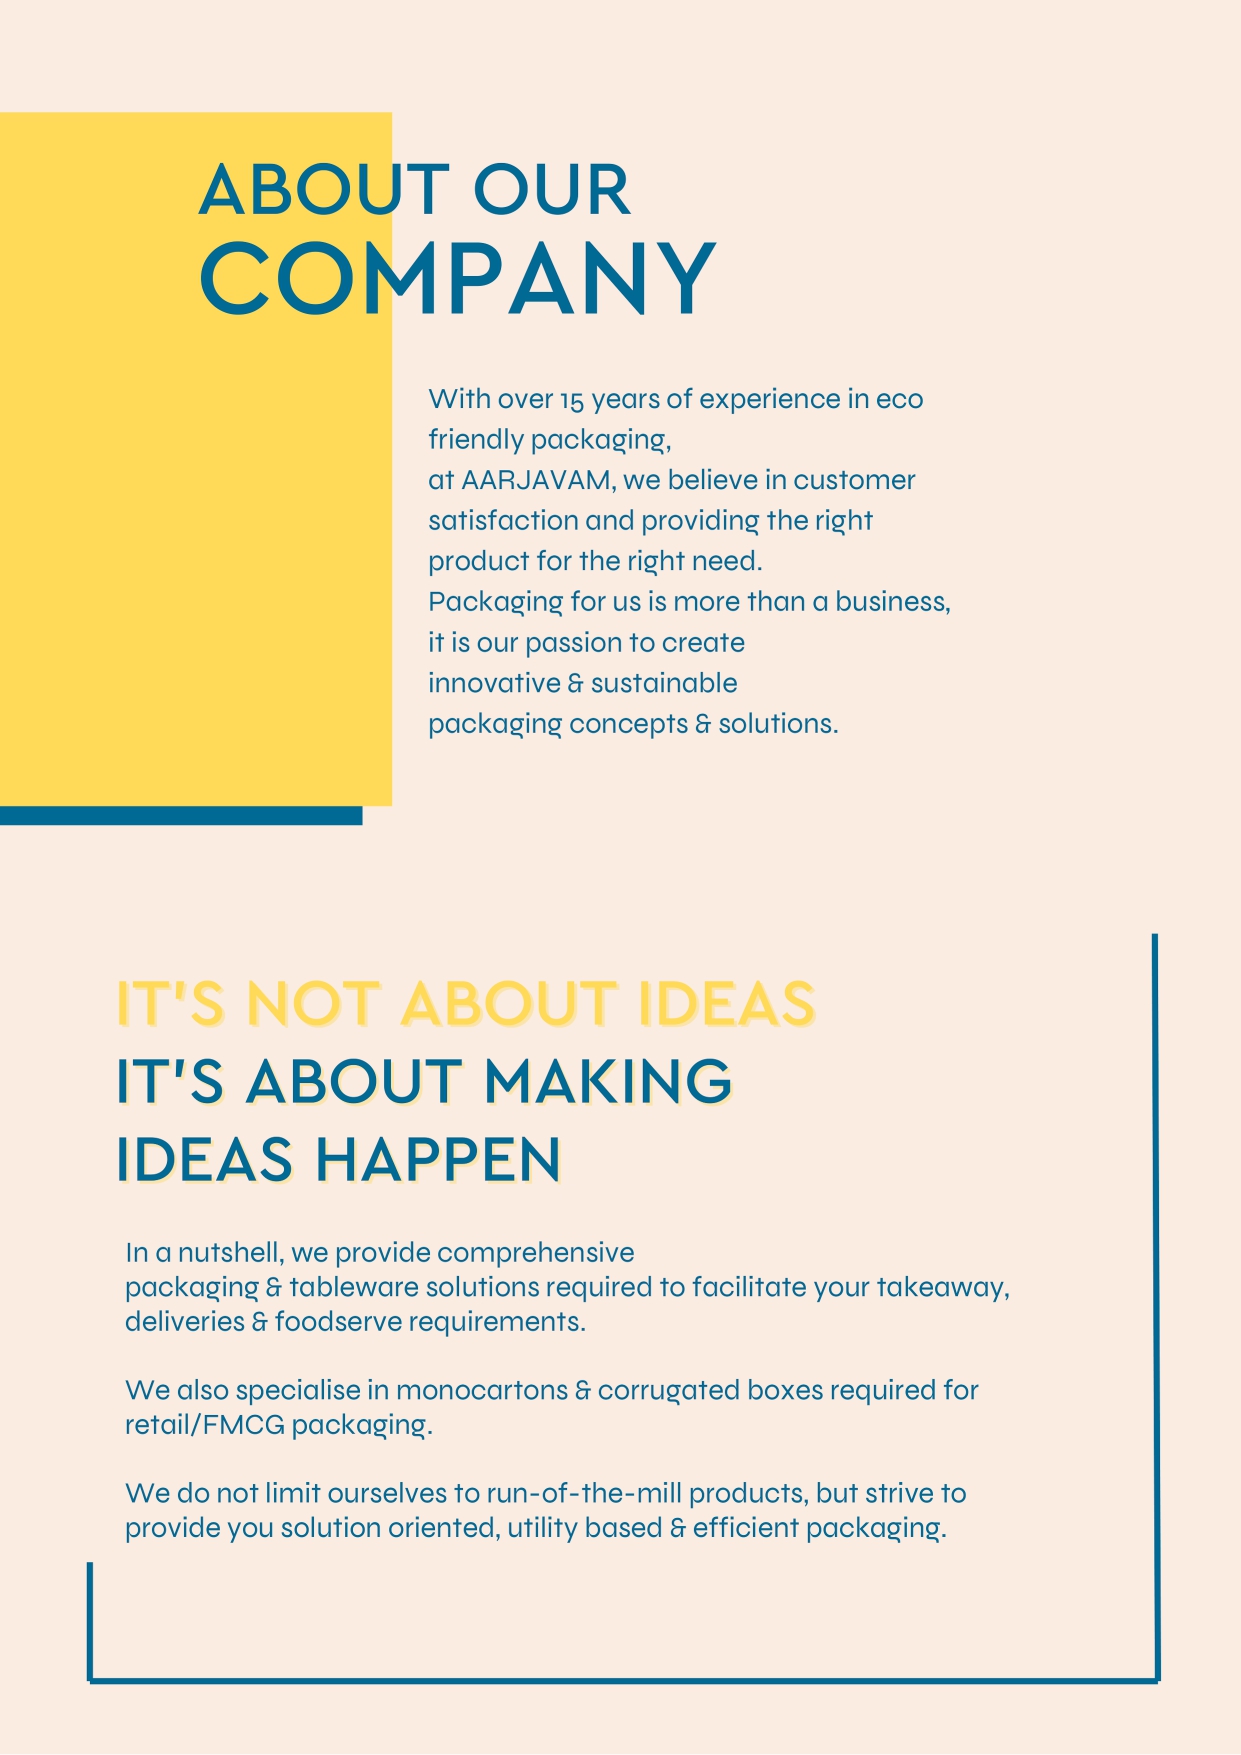 ABOUT OUR
COMPANY
With over 15 years of experience in eco
friendly packaging,
at AARJAVAM, we believe in customer
satisfaction and providing the right
product for the right need.
Packaging for us is more than a business,
it is our passion to create
innovative & sustainable
packaging concepts & solutions.
IT'S NOT ABOUT IDEAS
IT'S ABOUT MAKING
IDEAS HAPPEN
In a nutshell, we provide comprehensive
packaging & tableware solutions required to facilitate your takeaway,
deliveries & foodserve requirements.
We also specialise in monocartons & corrugated boxes required for
retail/FMCG packaging.
We do not limit ourselves to run-of-the-mill products, but strive to
provide you solution oriented, utility based & efficient packaging.